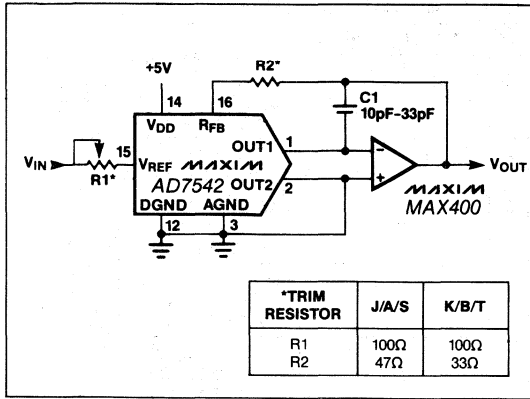 +5V
R2*
14
16
C1
10pF–33pF
VDD
RFB
OUT1
1
VIN
15
VREF
MAXIM
AD7542
OUT2
2
R1*
DGND
AGND
12
3
−
+
VOUT
MAXIM
MAX400
*TRIM RESISTOR
J/A/S
K/B/T
R1
100Ω
100Ω
R2
47Ω
33Ω